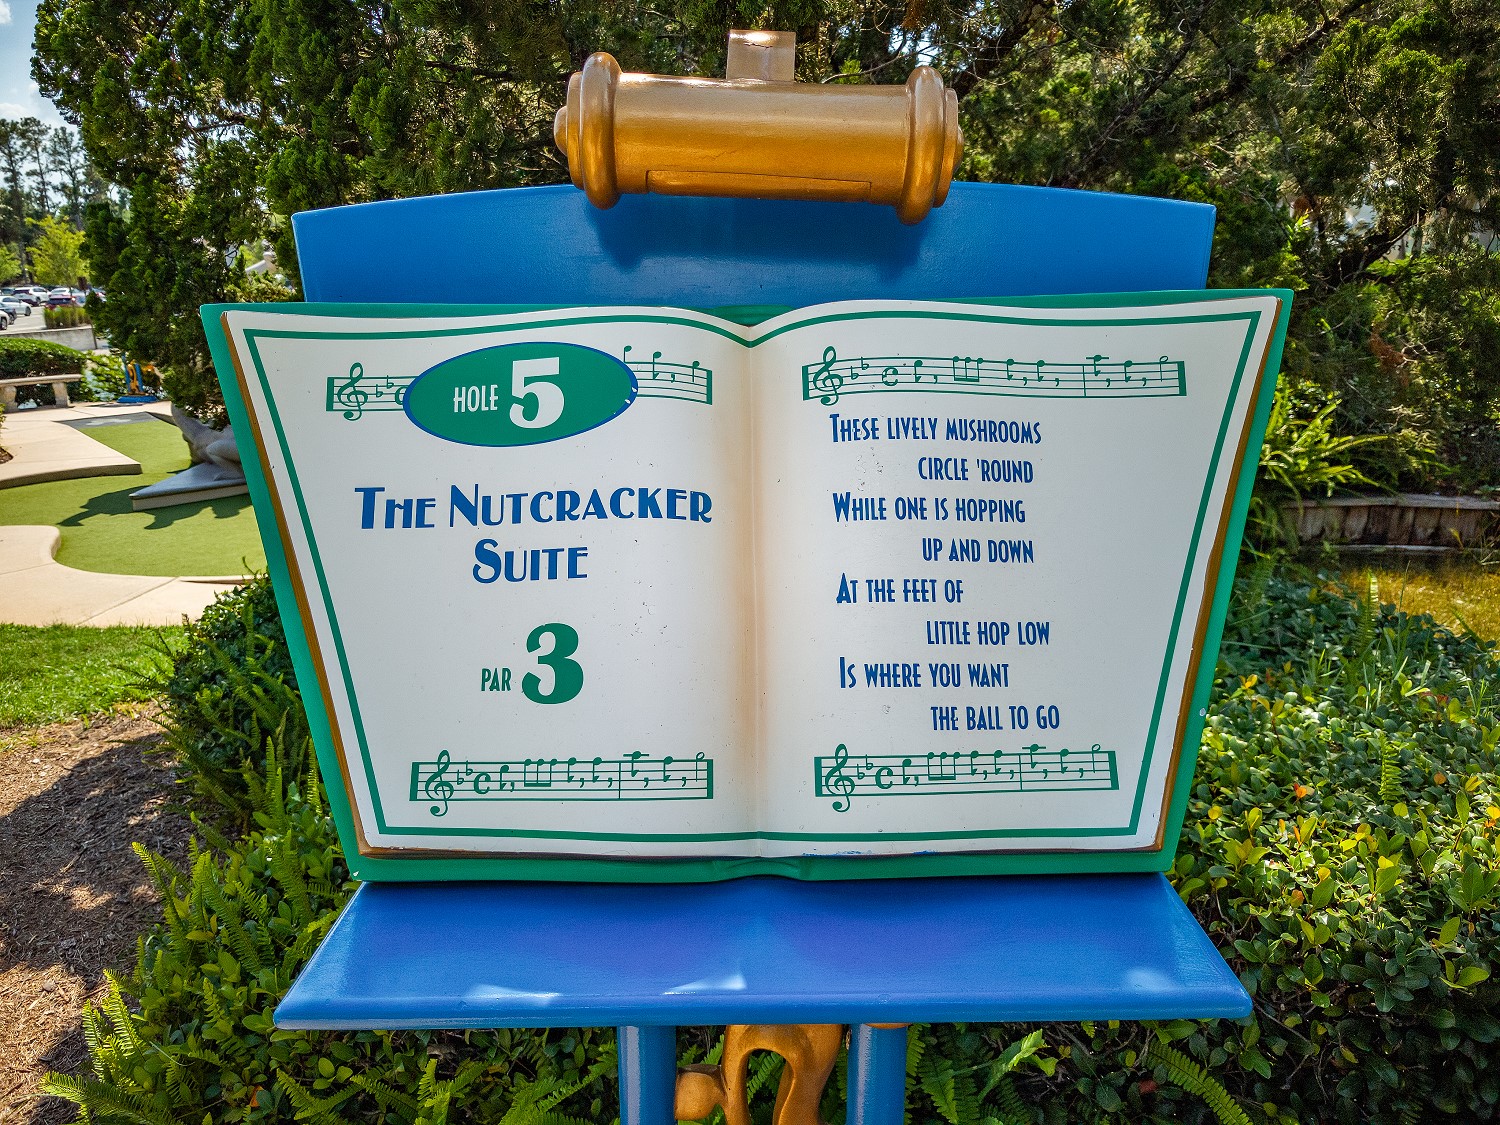 HOLE 5
THE NUTCRACKER
SUITE
PAR 3
THESE LIVELY MUSHROOMS
CIRCLE 'ROUND
WHILE ONE IS HOPPING
UP AND DOWN
AT THE FEET OF
LITTLE HOP LOW
IS WHERE YOU WANT
THE BALL TO GO